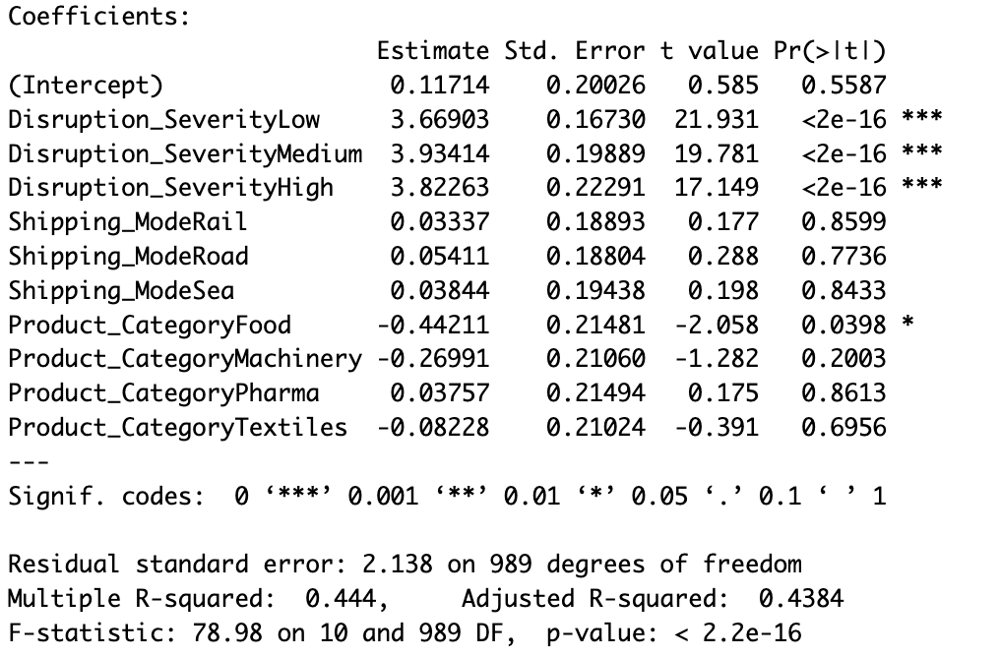 Coefficients:
                            Estimate Std. Error t value Pr(>|t|)
(Intercept)                  0.11714    0.20026   0.585   0.5587
Disruption_SeverityLow       3.66903    0.16730  21.931   <2e-16 ***
Disruption_SeverityMedium    3.93414    0.19889  19.781   <2e-16 ***
Disruption_SeverityHigh      3.82263    0.22291  17.149   <2e-16 ***
Shipping_ModeRail            0.03337    0.18893   0.177   0.8599
Shipping_ModeRoad            0.05411    0.18804   0.288   0.7736
Shipping_ModeSea             0.03844    0.19438   0.198   0.8433
Product_CategoryFood        -0.44211    0.21481  -2.058   0.0398 *
Product_CategoryMachinery   -0.26991    0.21060  -1.282   0.2003
Product_CategoryPharma       0.03757    0.21494   0.175   0.8613
Product_CategoryTextiles    -0.08228    0.21024  -0.391   0.6956
---
Signif. codes:  0 ‘***’ 0.001 ‘**’ 0.01 ‘*’ 0.05 ‘.’ 0.1 ‘ ’ 1

Residual standard error: 2.138 on 989 degrees of freedom
Multiple R-squared:  0.444,     Adjusted R-squared:  0.4384
F-statistic: 78.98 on 10 and 989 DF,  p-value: < 2.2e-16